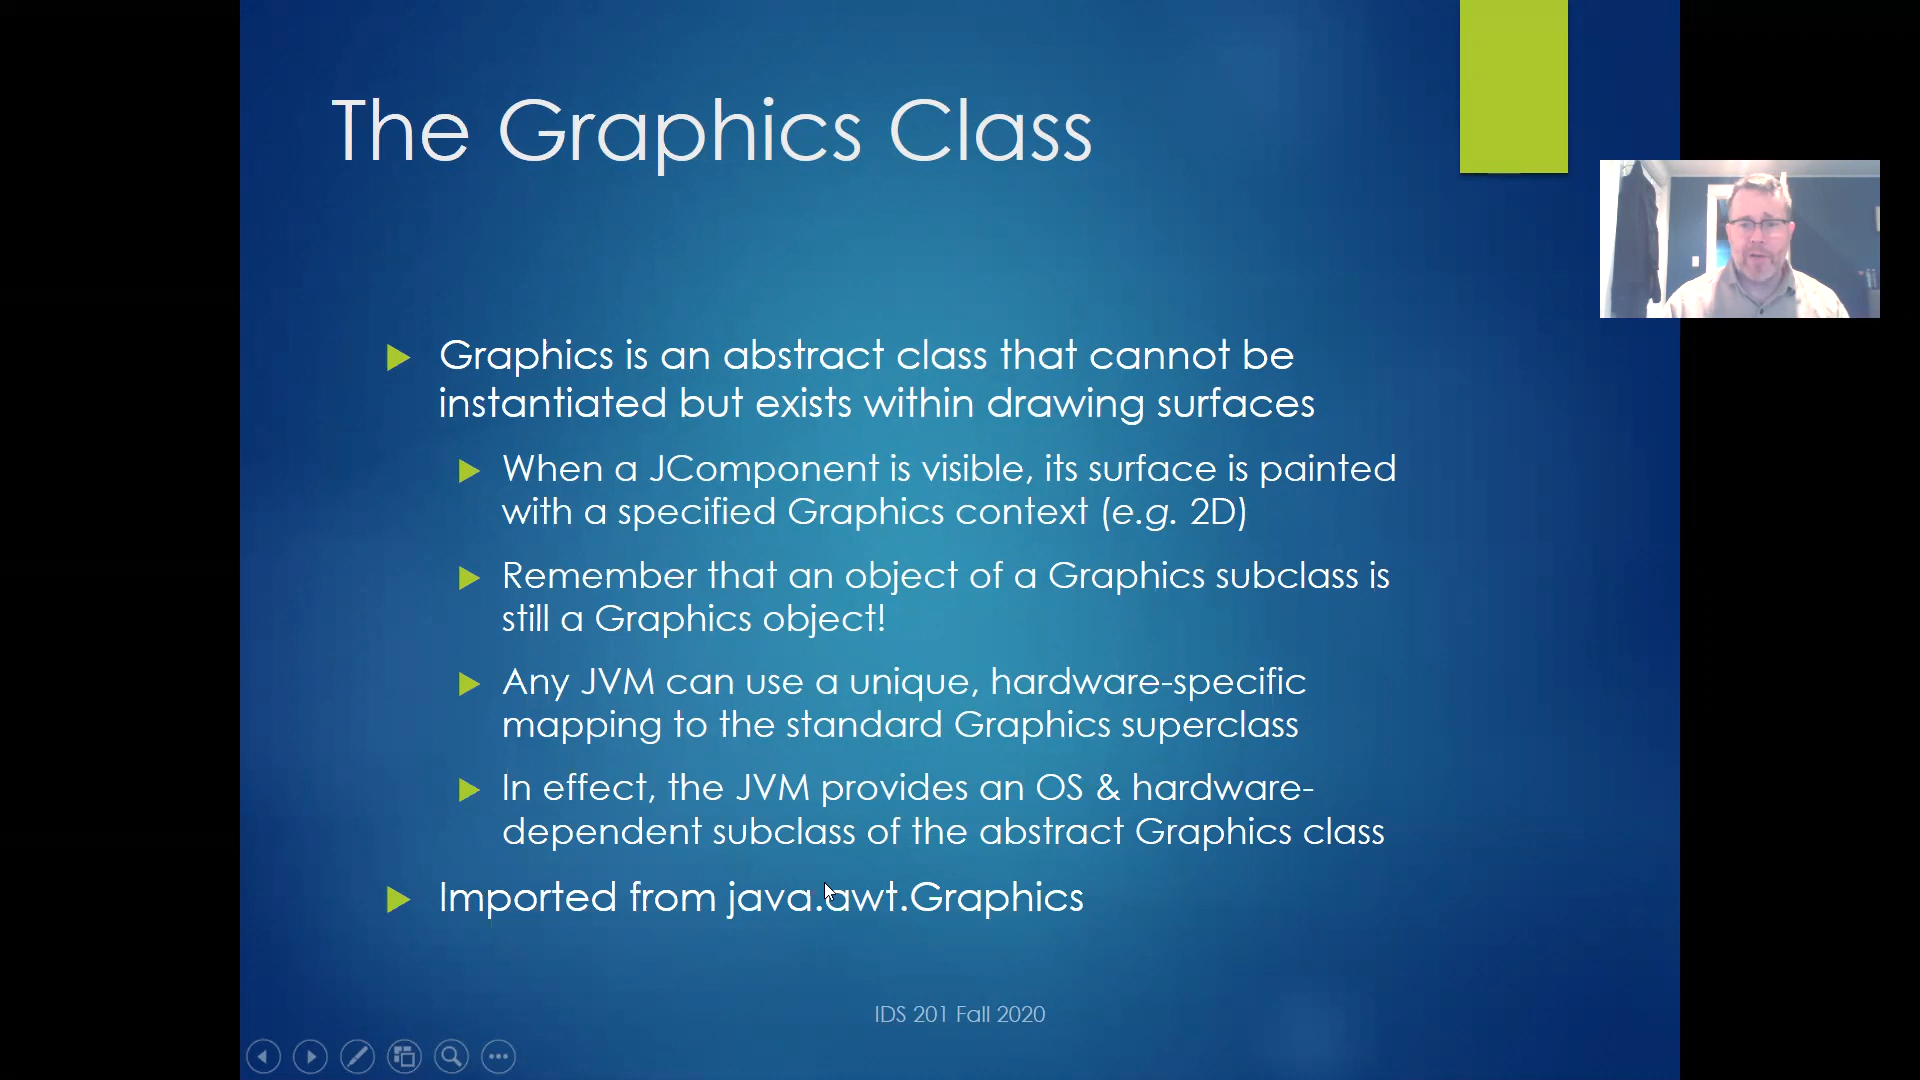 The Graphics Class
Graphics is an abstract class that cannot be
instantiated but exists within drawing surfaces
When a JComponent is visible, its surface is painted
with a specified Graphics context (e.g. 2D)
Remember that an object of a Graphics subclass is
still a Graphics object!
Any JVM can use a unique, hardware-specific
mapping to the standard Graphics superclass
In effect, the JVM provides an OS & hardware-
dependent subclass of the abstract Graphics class
Imported from java.awt.Graphics
IDS 201 Fall 2020